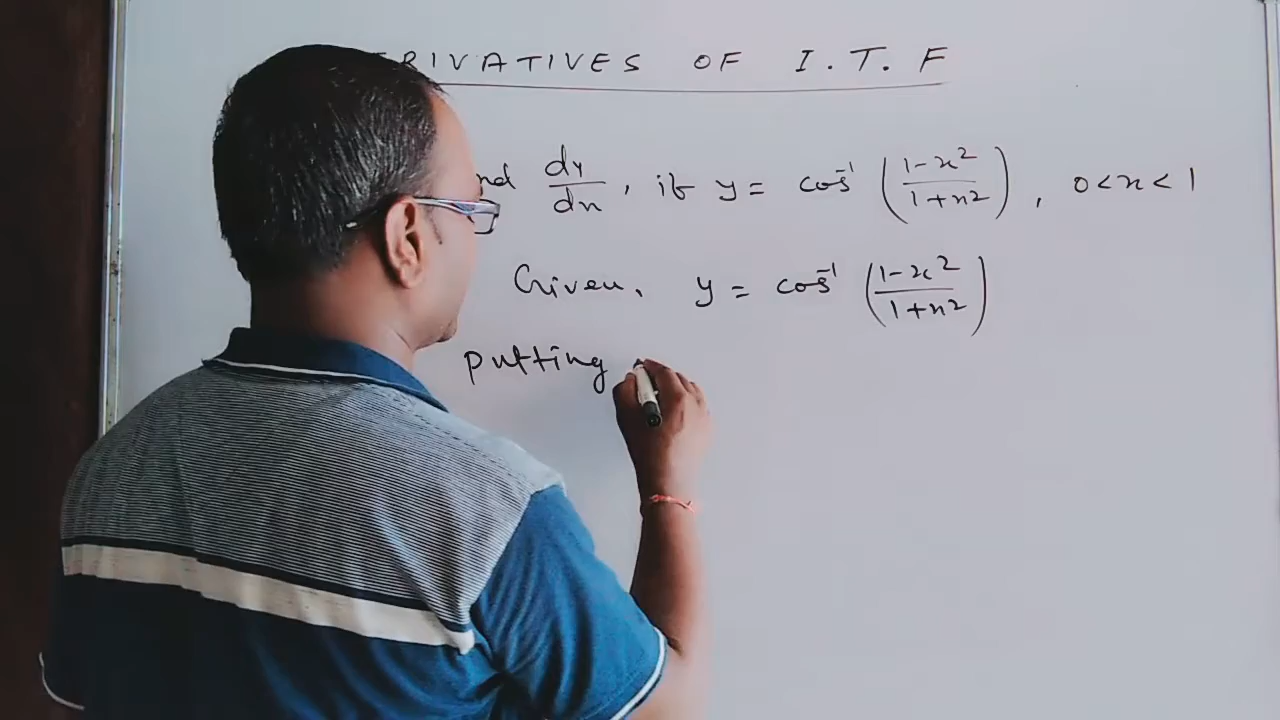 RIVATIVES OF I.T.F
nd dy/dx, if y = cos⁻¹ (1-x²/1+x²), 0<x<1
Given, y = cos⁻¹ (1-x²/1+x²)
putting